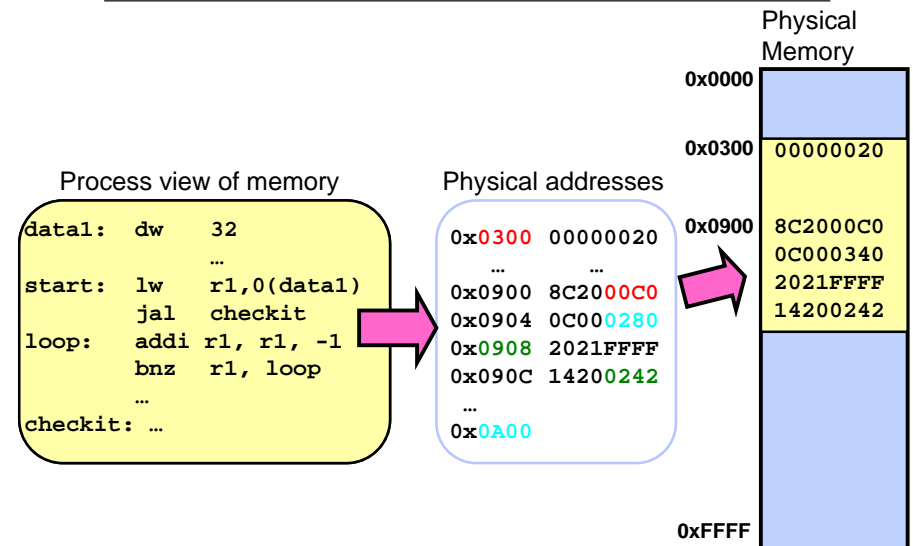 Physical
Memory
0x0000
0x0300 00000020
0x0900 8C2000C0
0C000340
2021FFFF
14200242
0xFFFF
Process view of memory
data1: dw 32
…
start: lw r1,0(data1)
jal checkit
loop: addi r1, r1, -1
bnz r1, loop
…
checkit: …
Physical addresses
0x0300 00000020
… …
0x0900 8C2000C0
0x0904 0C000280
0x0908 2021FFFF
0x090C 14200242
…
0x0A00